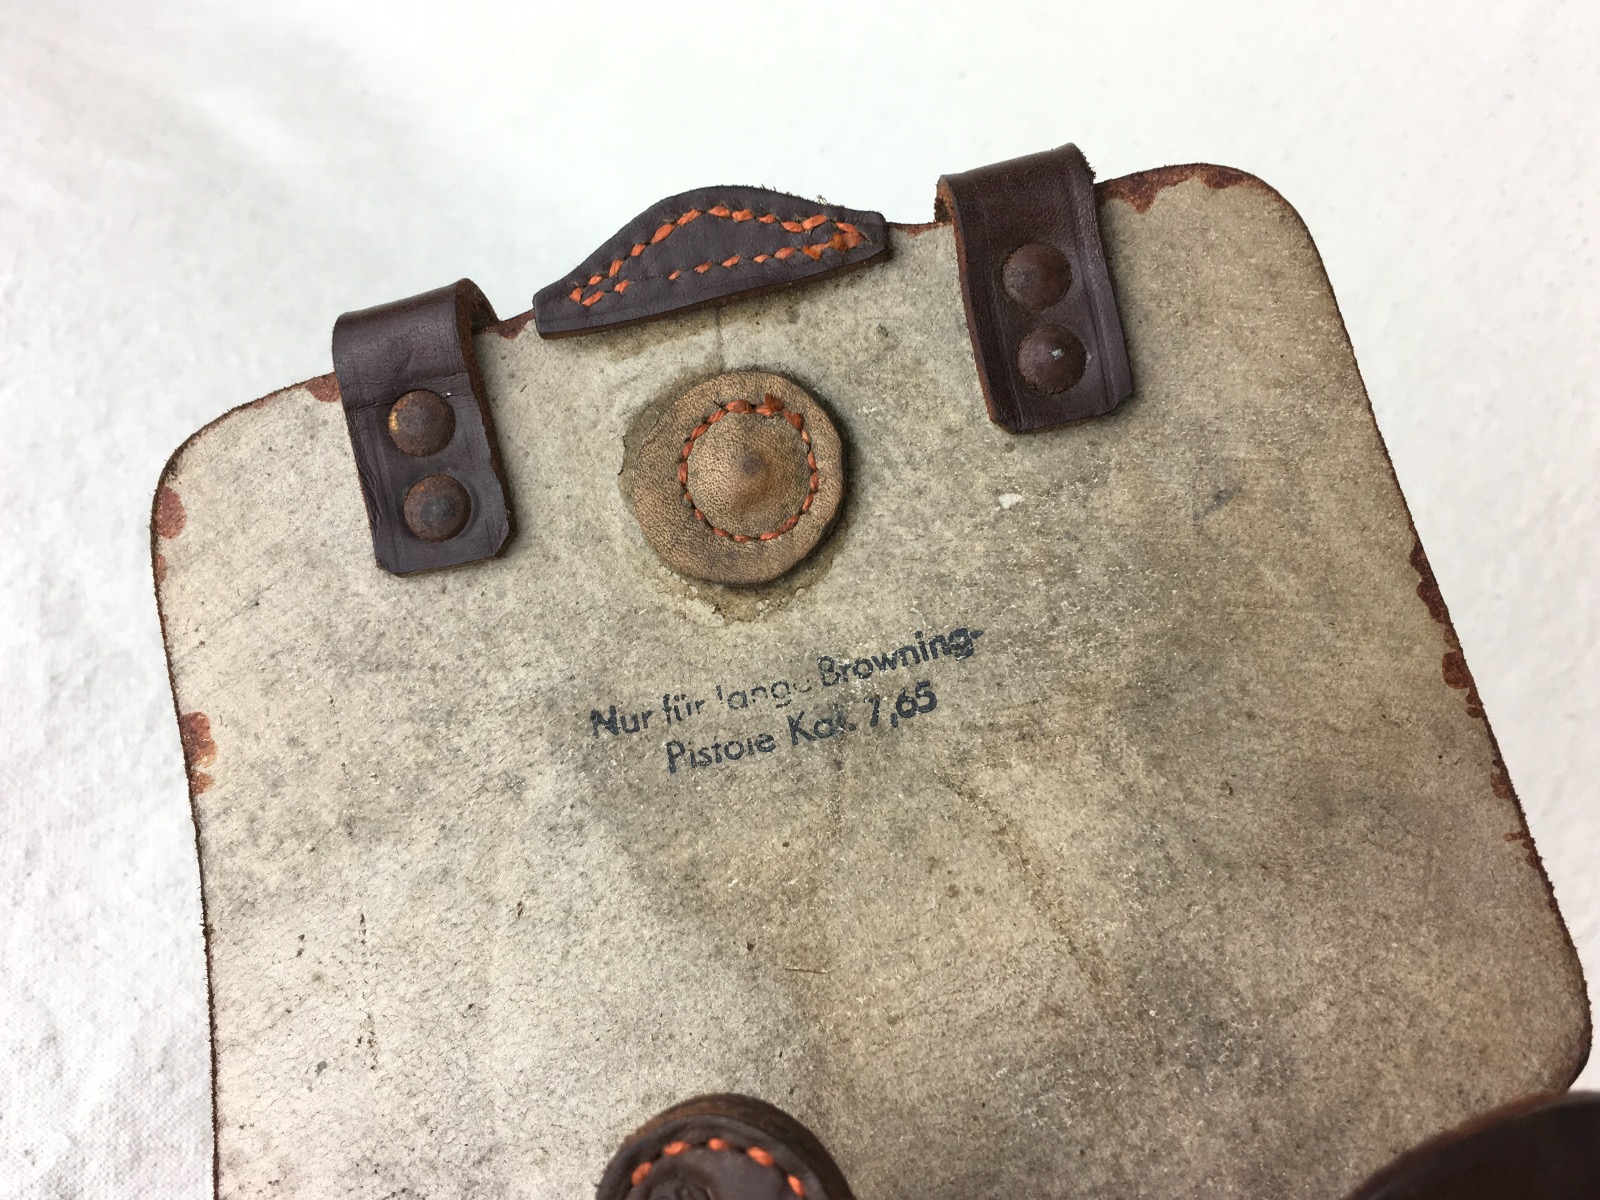 Nur für lange Browning-
Pistole Kal. 7,65